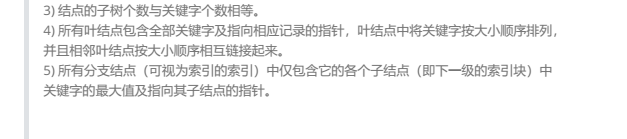 3) 结点的子树个数与关键字个数相等。
4) 所有叶结点包含全部关键字及指向相应记录的指针，叶结点中将关键字按大小顺序排列，
并且相邻叶结点按大小顺序相互链接起来。
5) 所有分支结点（可视为索引的索引）中仅包含它的各个子结点（即下一级的索引块）中
关键字的最大值及指向其子结点的指针。